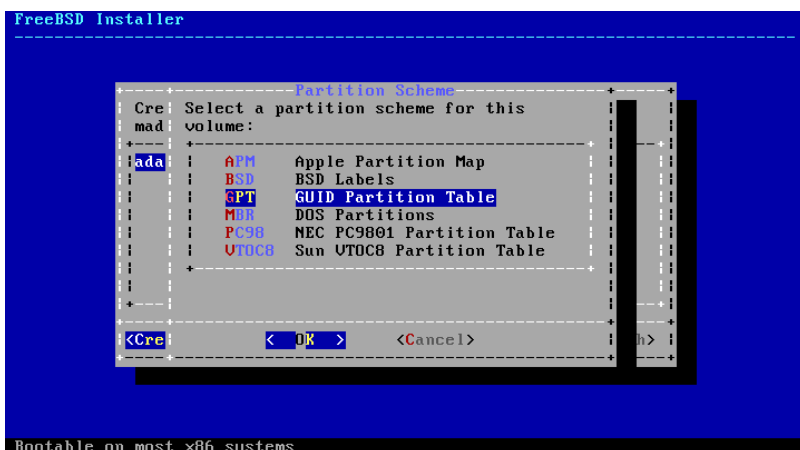 FreeBSD Installer
Partition Scheme
Cre Select a partition scheme for this
mad volume:
ada APM Apple Partition Map
BSD BSD Labels
GPT GUID Partition Table
MBR DOS Partitions
PC98 NEC PC9801 Partition Table
VTOC8 Sun VTOC8 Partition Table
<Cre < OK > <Cancel> h>
Bootable on most x86 systems